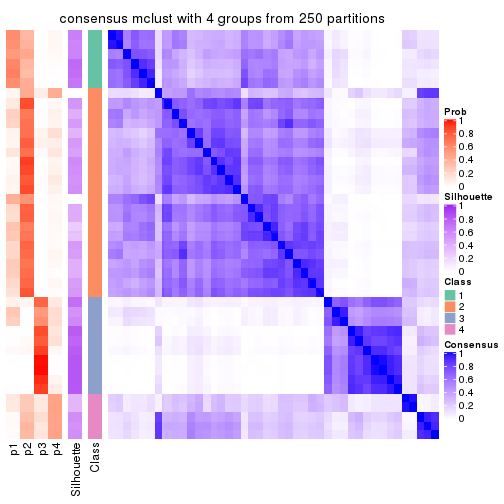 consensus mclust with 4 groups from 250 partitions
Prob
1
0.8
0.6
0.4
0.2
0
Silhouette
1
0.8
0.6
0.4
0.2
0
Class
1
2
3
4
Consensus
1
0.8
0.6
0.4
0.2
0
p1
p2
p3
p4
Silhouette
Class